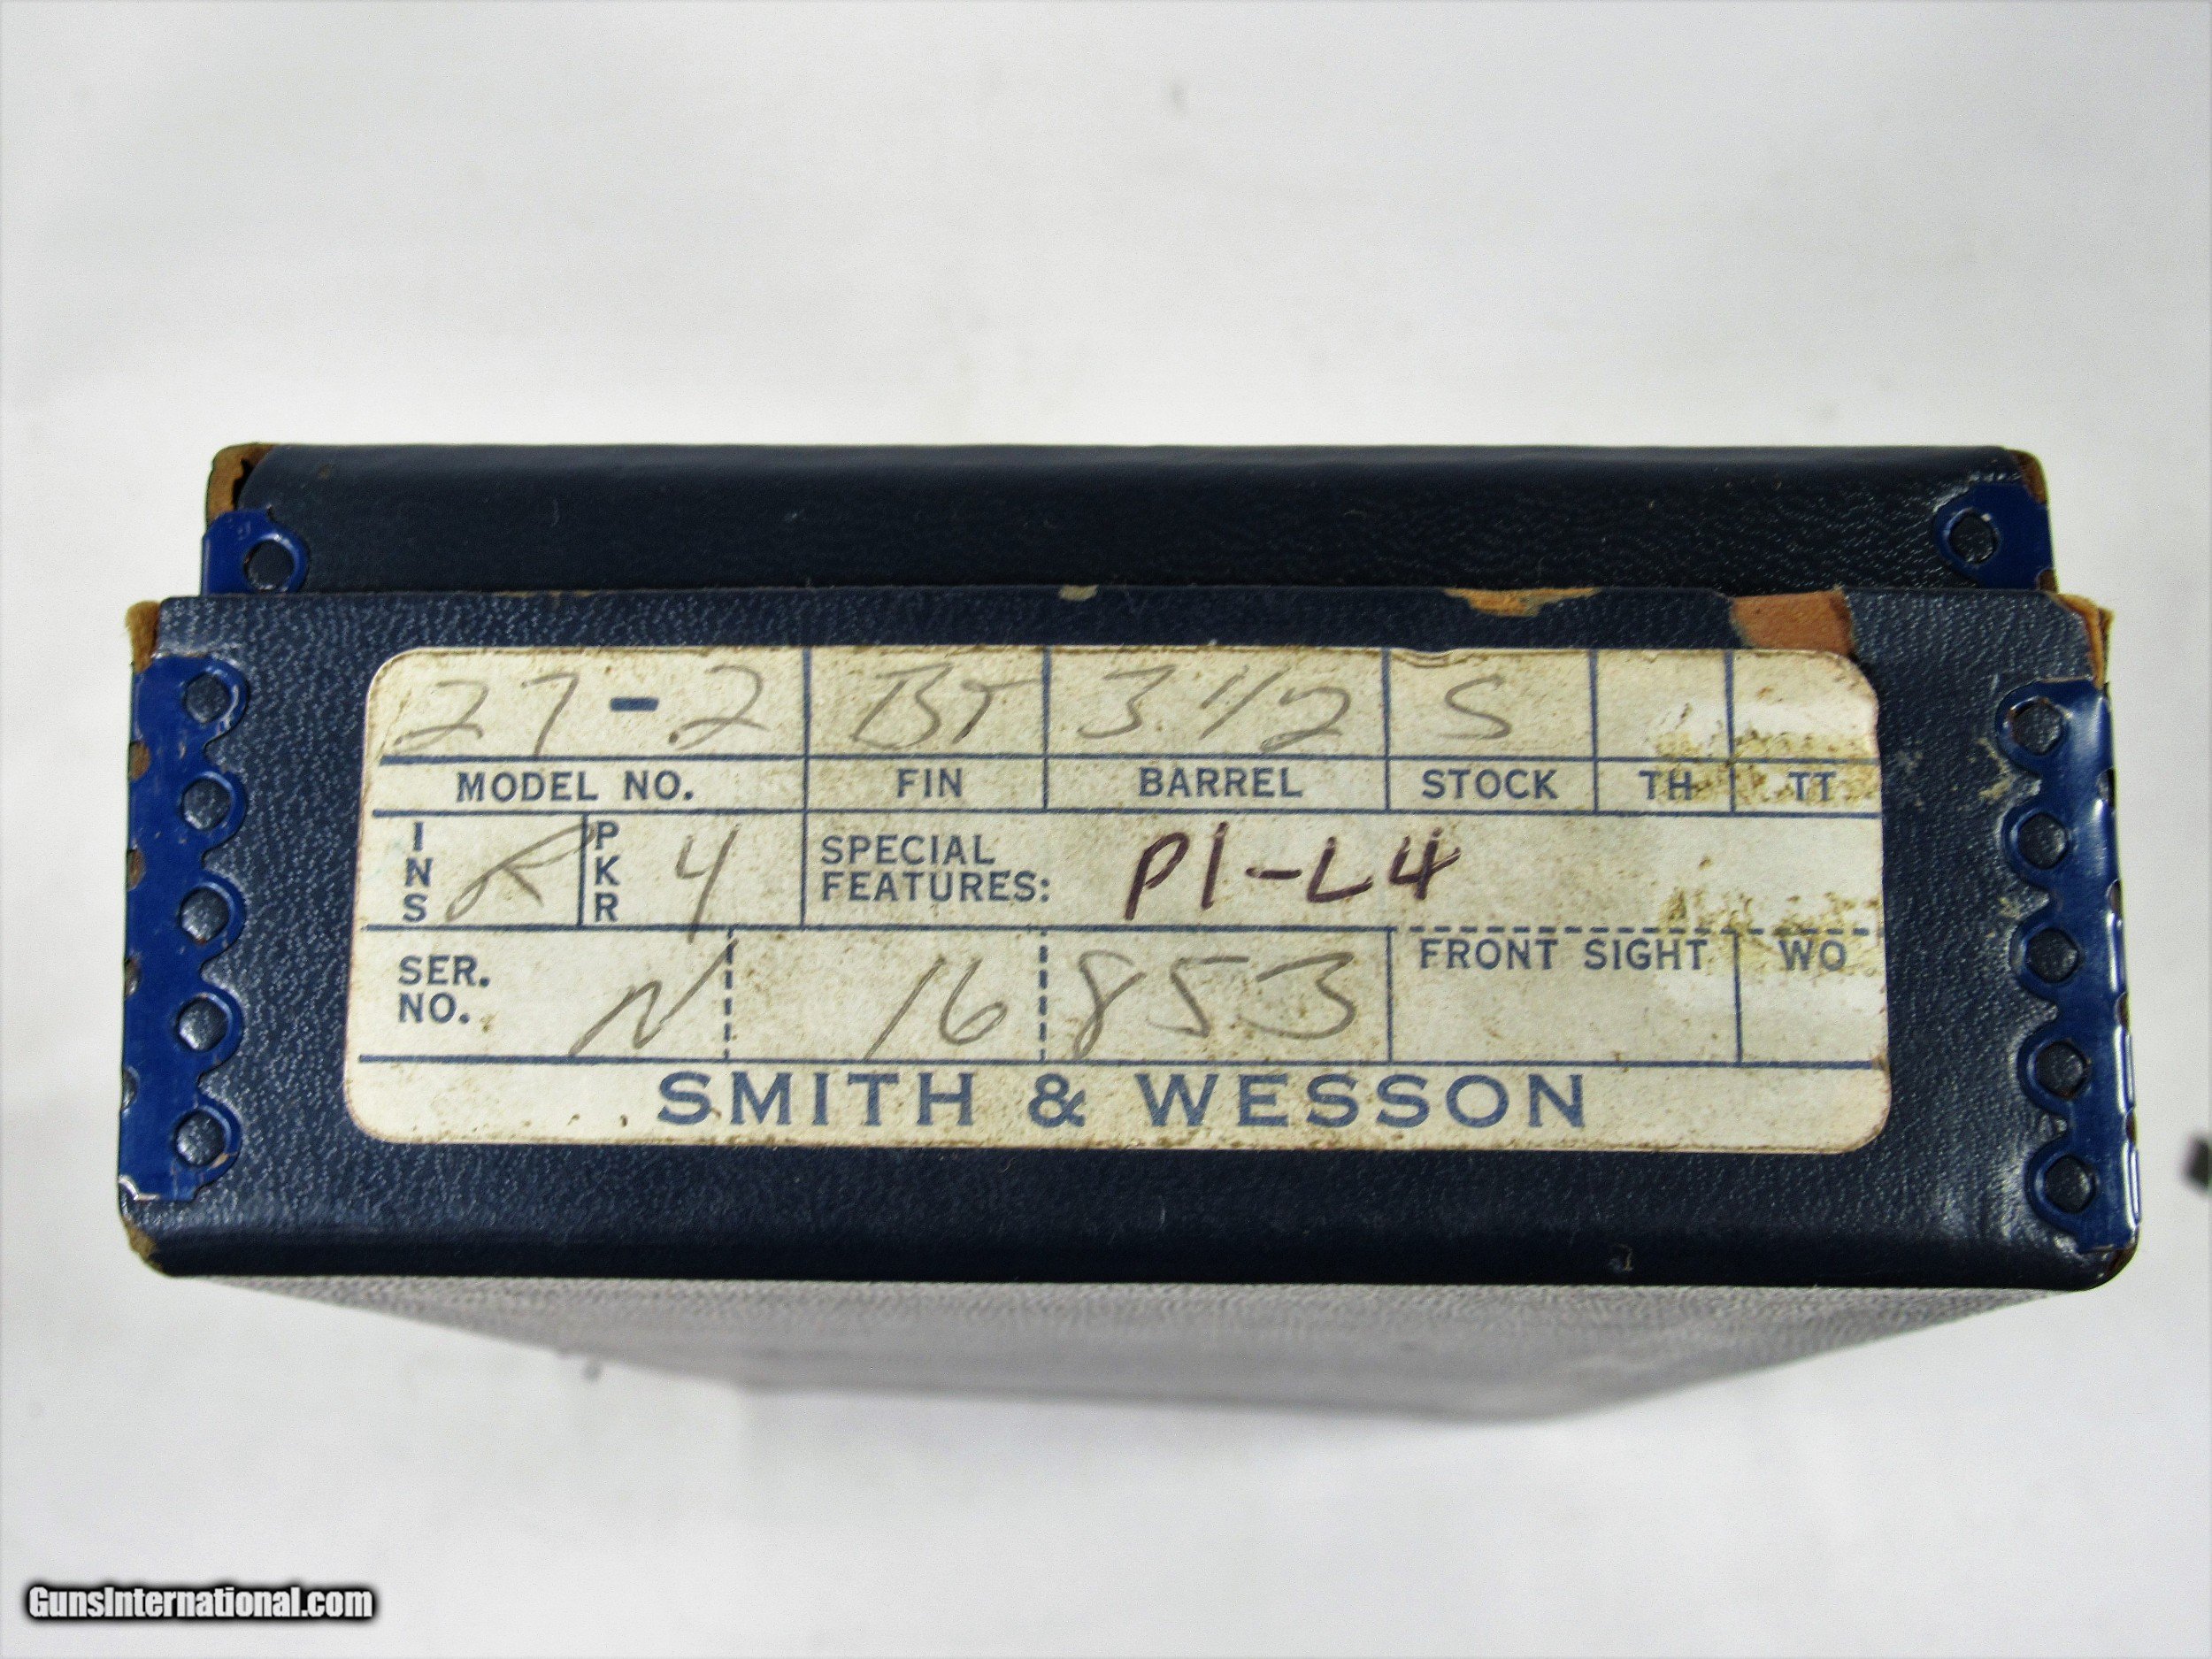 27-2 Br 3 1/2 S
MODEL NO. FIN BARREL STOCK TH TT
INS R PKR 4 SPECIAL FEATURES: P1-L4
SER. NO. N 16 853 FRONT SIGHT WO
SMITH & WESSON
GunsInternational.com